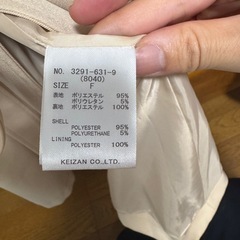 NO. 3291-631-9
(8040)
SIZE F
表地 ポリエステル 95%
ポリウレタン 5%
裏地 ポリエステル 100%
SHELL
POLYESTER 95%
POLYURETHANE 5%
LINING
POLYESTER 100%
KEIZAN CO.,LTD.